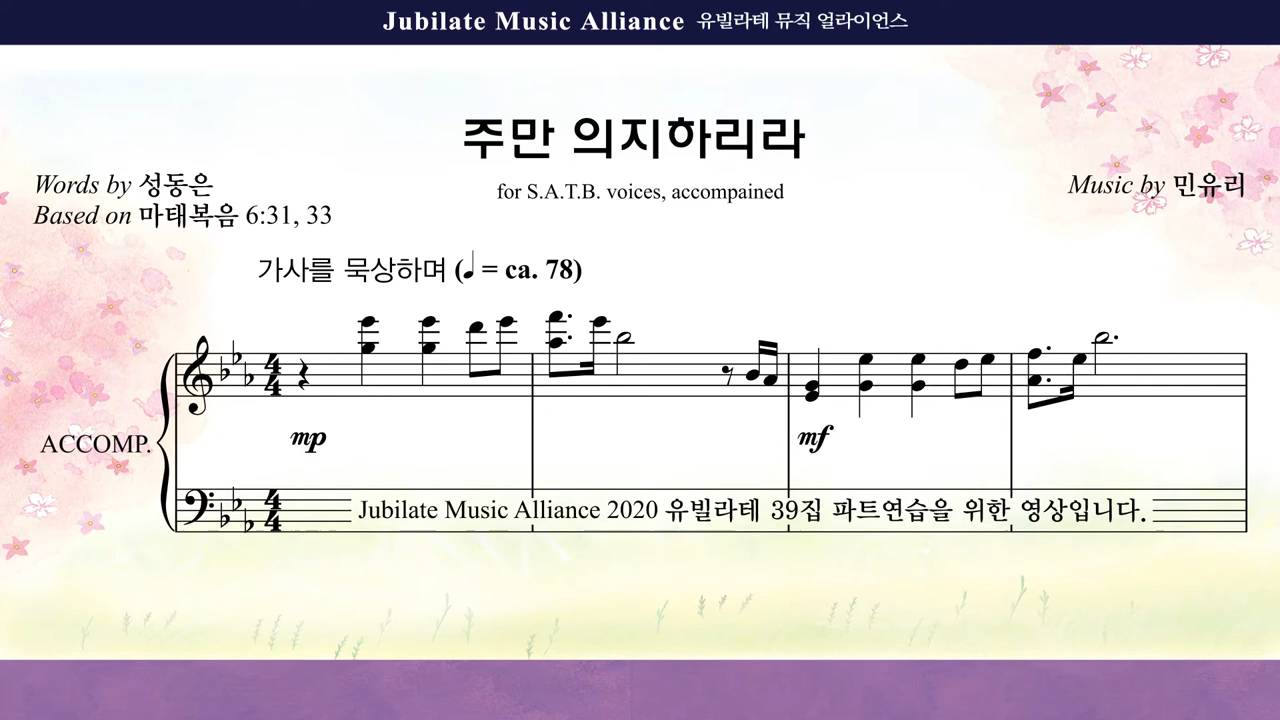 Jubilate Music Alliance 유빌라테 뮤직 얼라이언스
주만 의지하리라
Words by 성동은
for S.A.T.B. voices, accompained
Music by 민유리
Based on 마태복음 6:31, 33
가사를 묵상하며 (♩ = ca. 78)
mp
mf
ACCOMP.
Jubilate Music Alliance 2020 유빌라테 39집 파트연습을 위한 영상입니다.